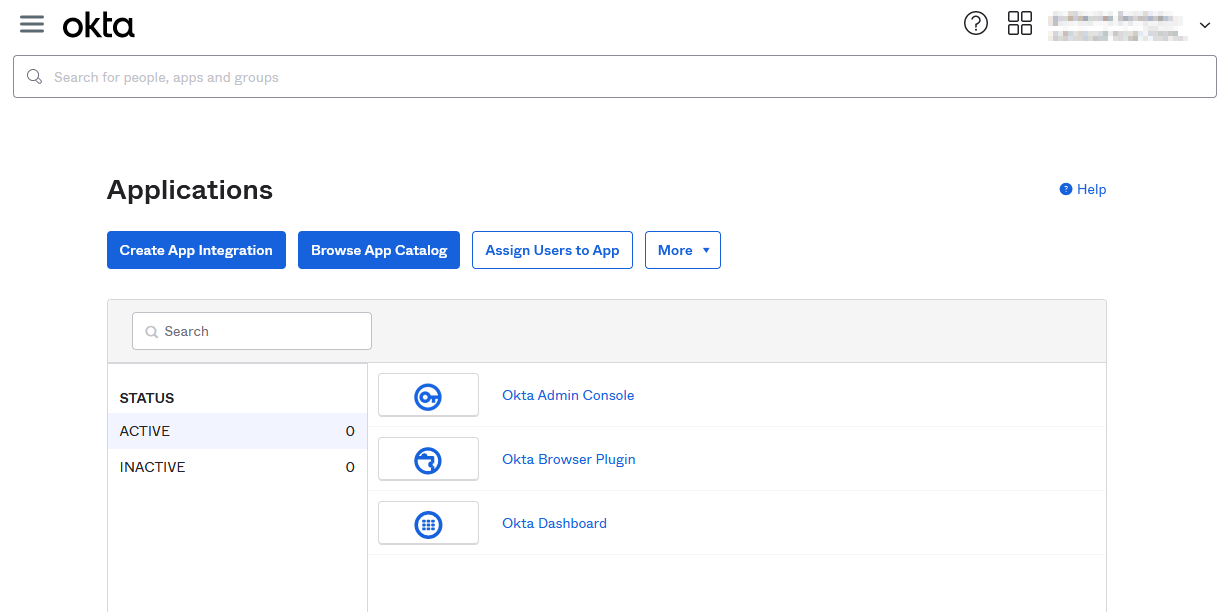 okta
Search for people, apps and groups
Applications
Help
Create App Integration
Browse App Catalog
Assign Users to App
More
Search
STATUS
ACTIVE 0
INACTIVE 0
Okta Admin Console
Okta Browser Plugin
Okta Dashboard